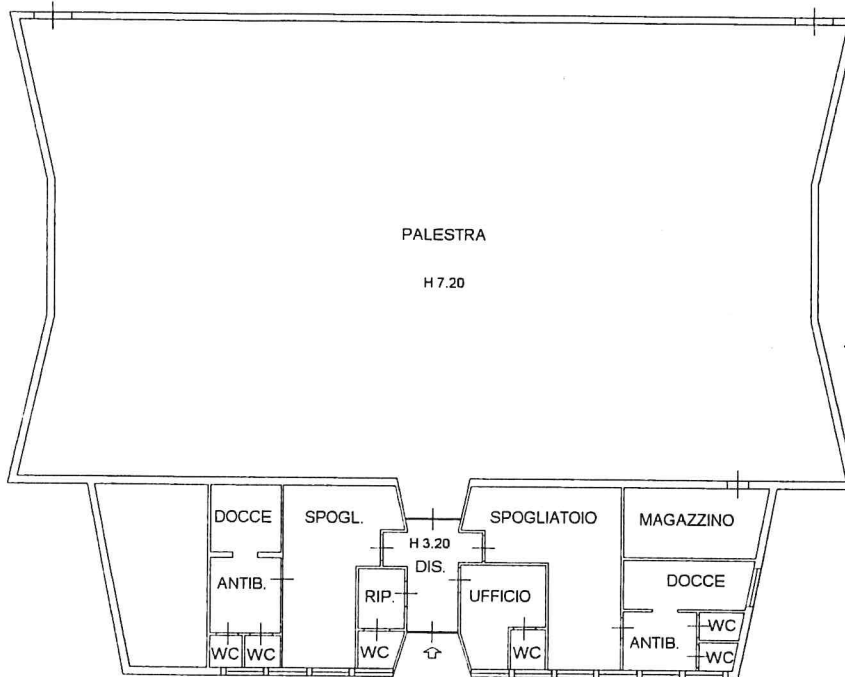 PALESTRA
H 7.20
DOCCE
SPOGL.
SPOGLIATOIO
MAGAZZINO
H 3.20
DIS.
ANTIB.
RIP.
UFFICIO
DOCCE
ANTIB.
WC
WC
WC
WC
WC
WC